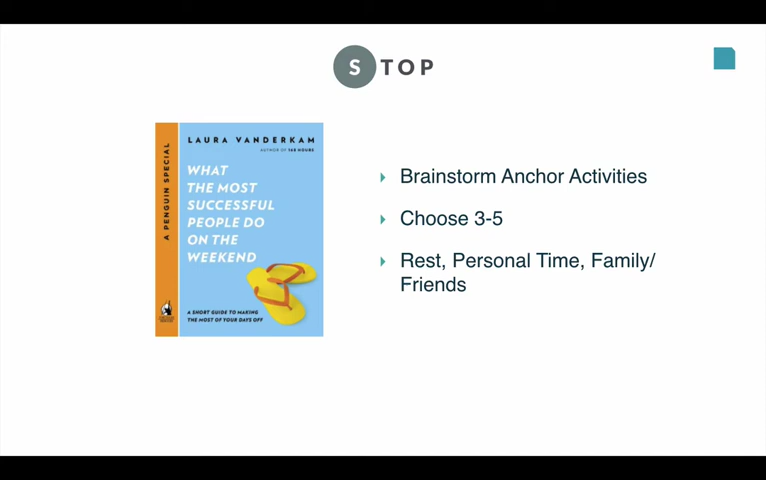 STOP
A PENGUIN SPECIAL
LAURA VANDERKAM
AUTHOR OF 168 HOURS
WHAT
THE MOST
SUCCESSFUL
PEOPLE DO
ON THE
WEEKEND
A SHORT GUIDE TO MAKING
THE MOST OF YOUR DAYS OFF
Brainstorm Anchor Activities
Choose 3-5
Rest, Personal Time, Family/
Friends